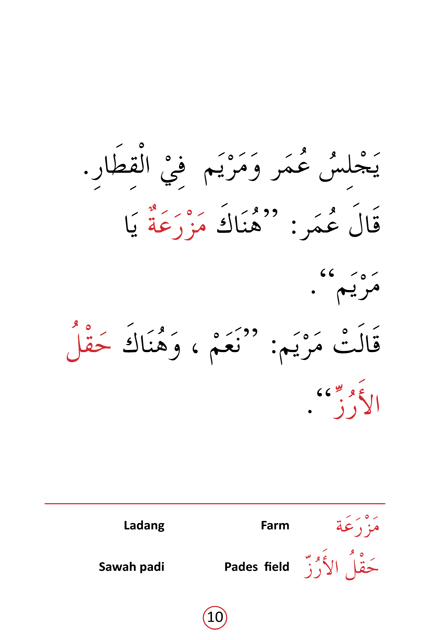 يَجْلِسُ عُمَر وَمَرْيَم فِيْ الْقِطَارِ.
قَالَ عُمَر: ”هُنَاكَ مَزْرَعَةٌ يَا
مَرْيَم“.
قَالَتْ مَرْيَم: ”نَعَمْ ، وَهُنَاكَ حَقْلُ
الأَرُزِّ“.
مَزْرَعَة Farm Ladang
حَقْلُ الأَرُزّ Pades field Sawah padi
10